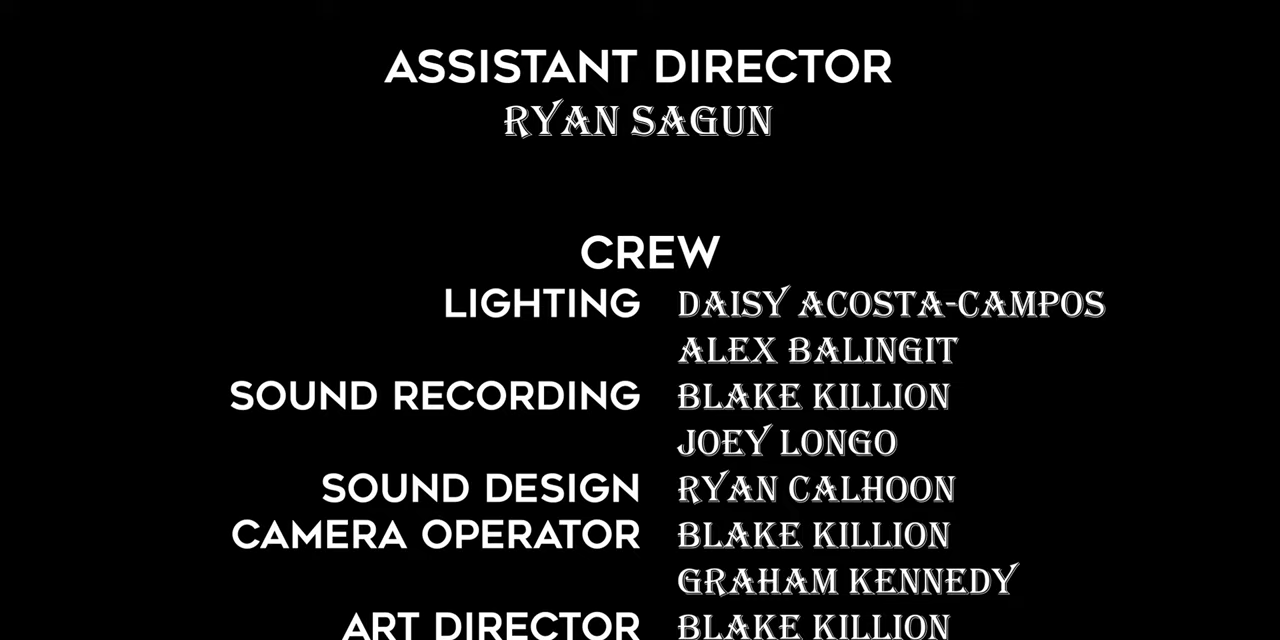 ASSISTANT DIRECTOR
RYAN SAGUN
CREW
LIGHTING DAISY ACOSTA-CAMPOS
ALEX BALINGIT
SOUND RECORDING BLAKE KILLION
JOEY LONGO
SOUND DESIGN RYAN CALHOON
CAMERA OPERATOR BLAKE KILLION
GRAHAM KENNEDY
ART DIRECTOR BLAKE KILLION